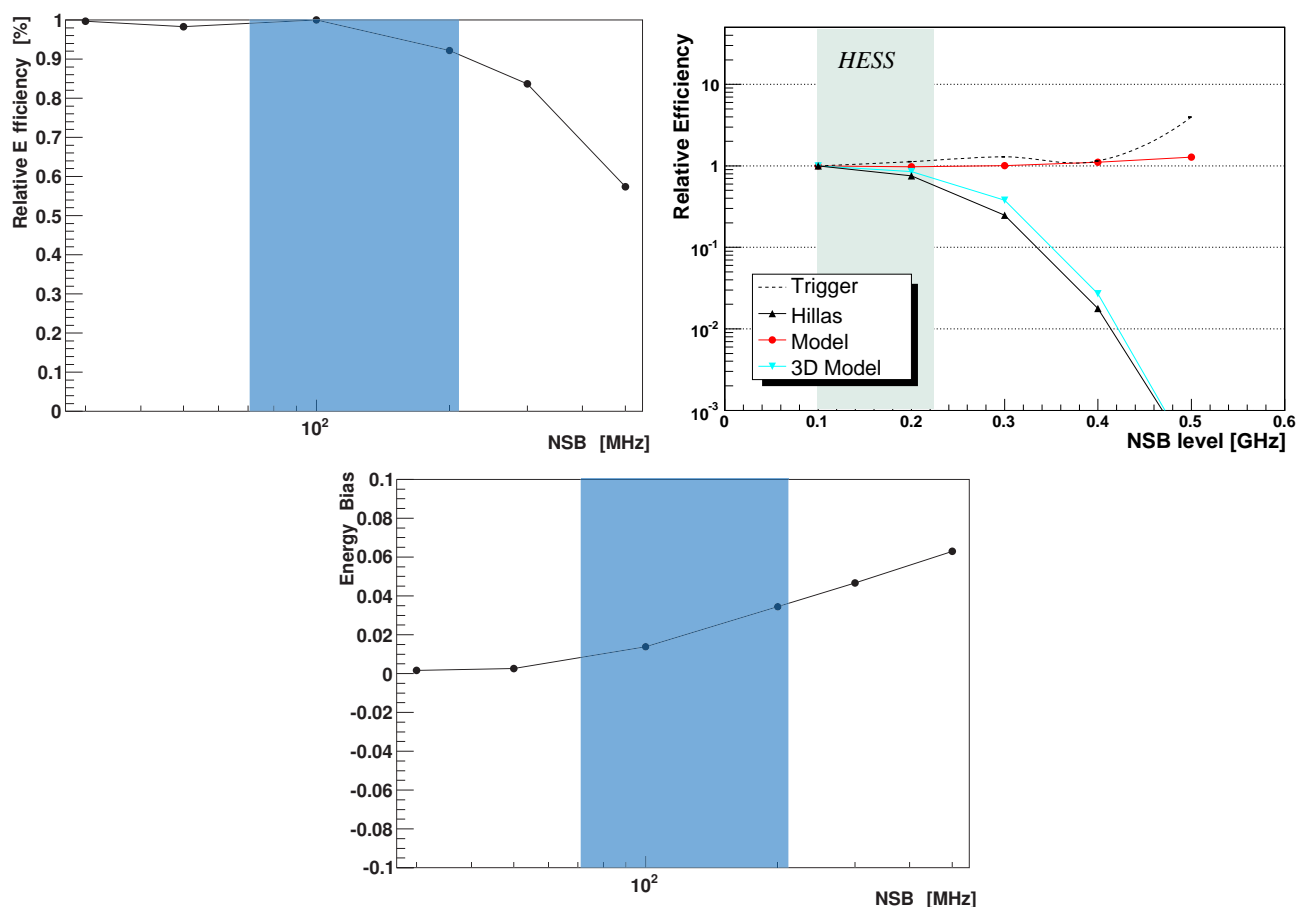 Relative E fficiency [%]
1
0.9
0.8
0.7
0.6
0.5
0.4
0.3
0.2
0.1
0
10²
NSB [MHz]
Relative Efficiency
HESS
10
1
10⁻¹
10⁻²
10⁻³
Trigger
Hillas
Model
3D Model
0 0.1 0.2 0.3 0.4 0.5 0.6
NSB level [GHz]
Energy Bias
0.1
0.08
0.06
0.04
0.02
0
-0.02
-0.04
-0.06
-0.08
-0.1
10²
NSB [MHz]